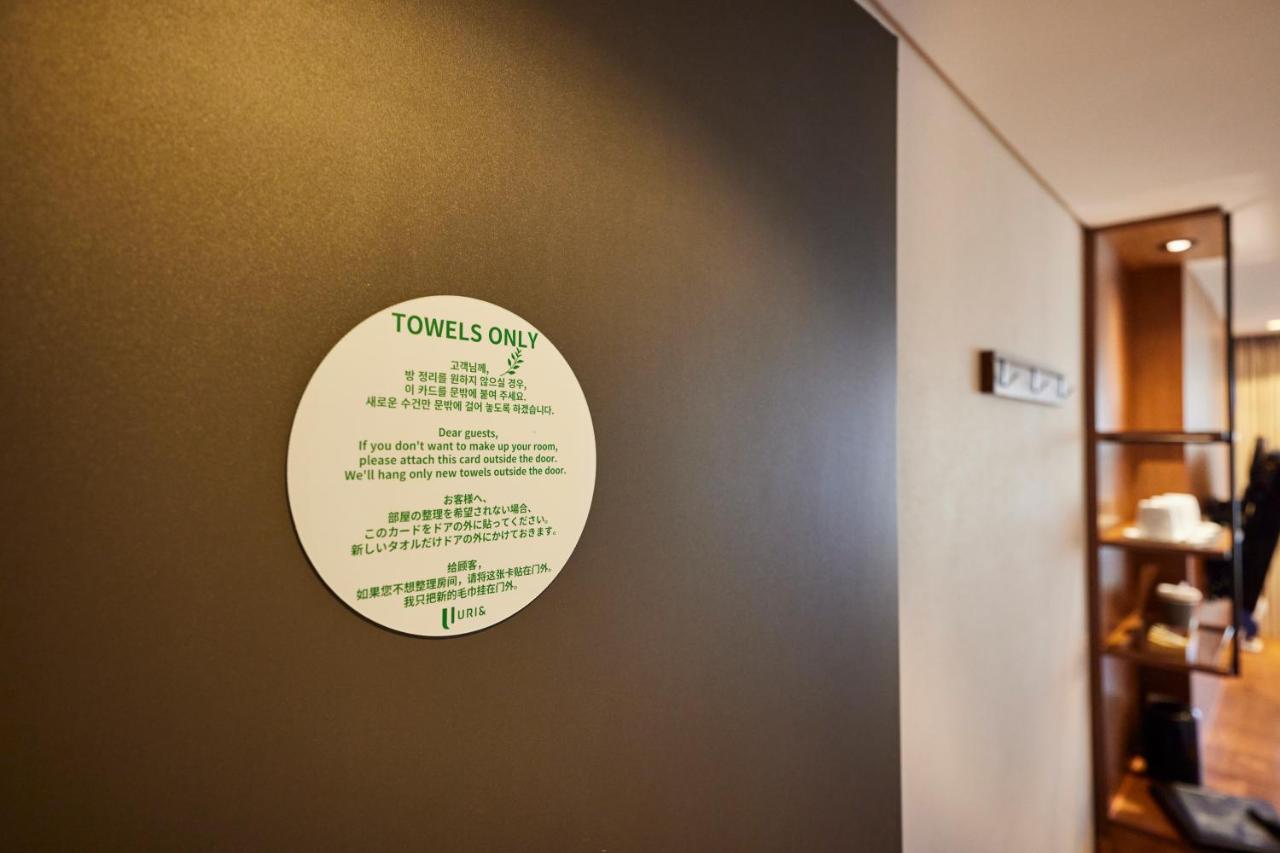 TOWELS ONLY
고객님께,
방 정리를 원하지 않으실 경우,
이 카드를 문밖에 붙여 주세요.
새로운 수건만 문밖에 걸어 놓도록 하겠습니다.
Dear guests,
If you don't want to make up your room,
please attach this card outside the door.
We'll hang only new towels outside the door.
お客様へ、
部屋の整理を希望されない場合、
このカードをドアの外に貼ってください。
新しいタオルだけドアの外にかけておきます。
给顾客，
如果您不想整理房间，请将这张卡贴在门外。
我只把新的毛巾挂在门外。
URI&